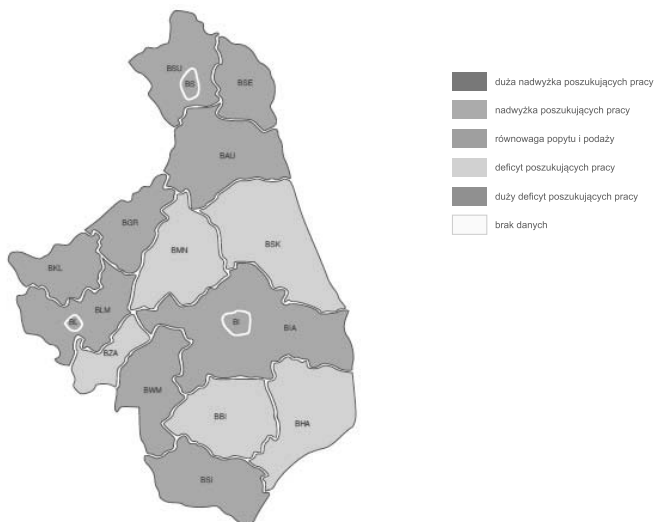 BSU
BS
BSE
BAU
BGR
BMN
BSK
BKL
BLM
BL
BI
BIA
BZA
BWM
BBI
BHA
BSI
duża nadwyżka poszukujących pracy
nadwyżka poszukujących pracy
równowaga popytu i podaży
deficyt poszukujących pracy
duży deficyt poszukujących pracy
brak danych